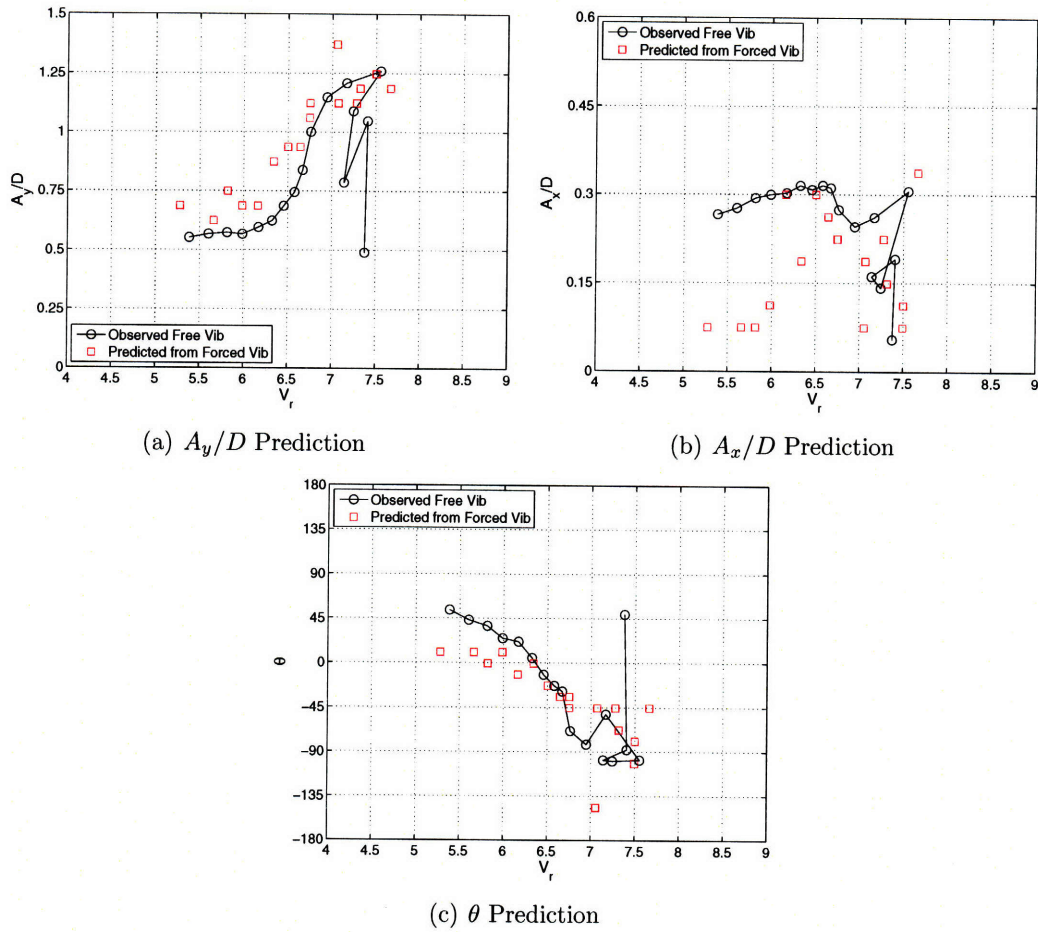 1.5
1.25
1
0.75
0.5
0.25
0
A_y/D
Observed Free Vib
Predicted from Forced Vib
4 4.5 5 5.5 6 6.5 7 7.5 8 8.5 9
V_r
(a) A_y/D Prediction
0.6
0.45
0.3
0.15
0
A_x/D
Observed Free Vib
Predicted from Forced Vib
4 4.5 5 5.5 6 6.5 7 7.5 8 8.5 9
V_r
(b) A_x/D Prediction
180
135
90
45
0
−45
−90
−135
−180
θ
Observed Free Vib
Predicted from Forced Vib
4 4.5 5 5.5 6 6.5 7 7.5 8 8.5 9
V_r
(c) θ Prediction